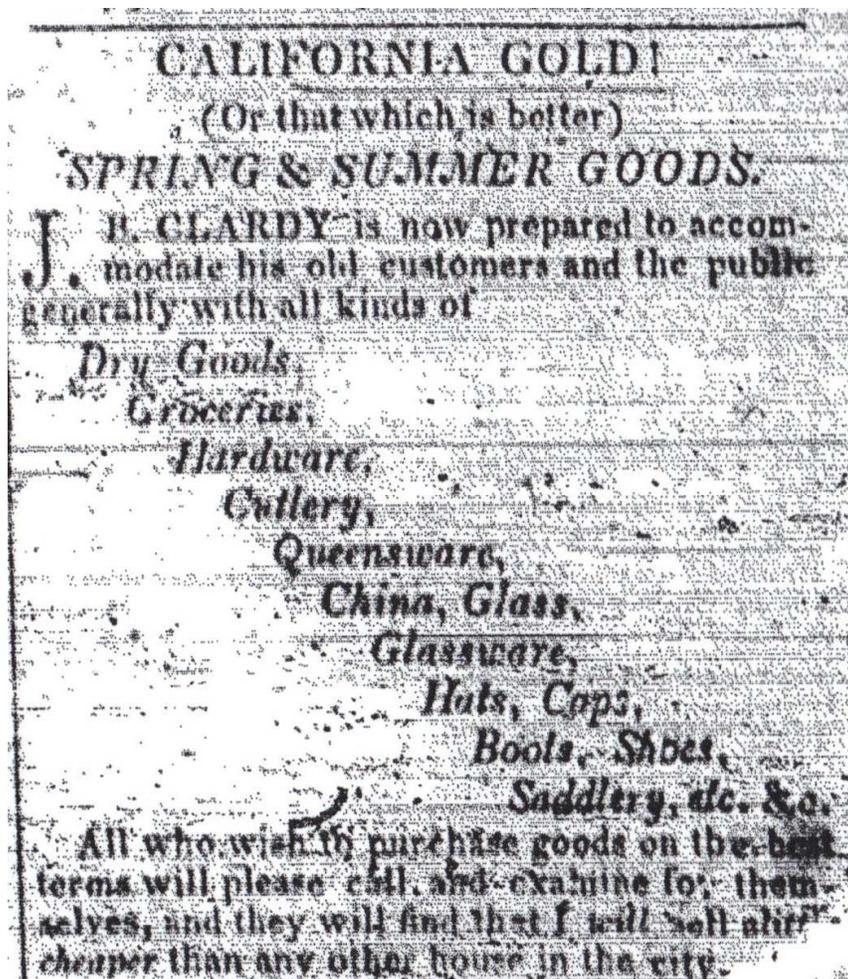 CALIFORNIA GOLD!
(Or that which is better)
SPRING & SUMMER GOODS.
J. B. CLARDY is now prepared to accom-
modate his old customers and the public
generally with all kinds of
Dry Goods,
Groceries,
Hardware,
Cutlery,
Queensware,
China, Glass,
Glassware,
Hats, Caps,
Boots, Shoes,
Saddlery, &c. &c.
All who wish to purchase goods on the best
terms will please call and examine for them-
selves, and they will find that I will sell
cheaper than any other house in the city.